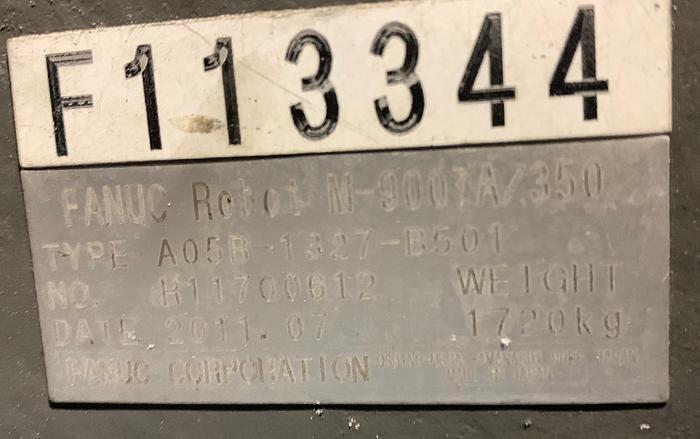 F113344
FANUC Robot M-900iA/350
TYPE A05B-1327-B501
NO. R11700612 WEIGHT
DATE 2011.07 1720kg
FANUC CORPORATION
MADE IN JAPAN